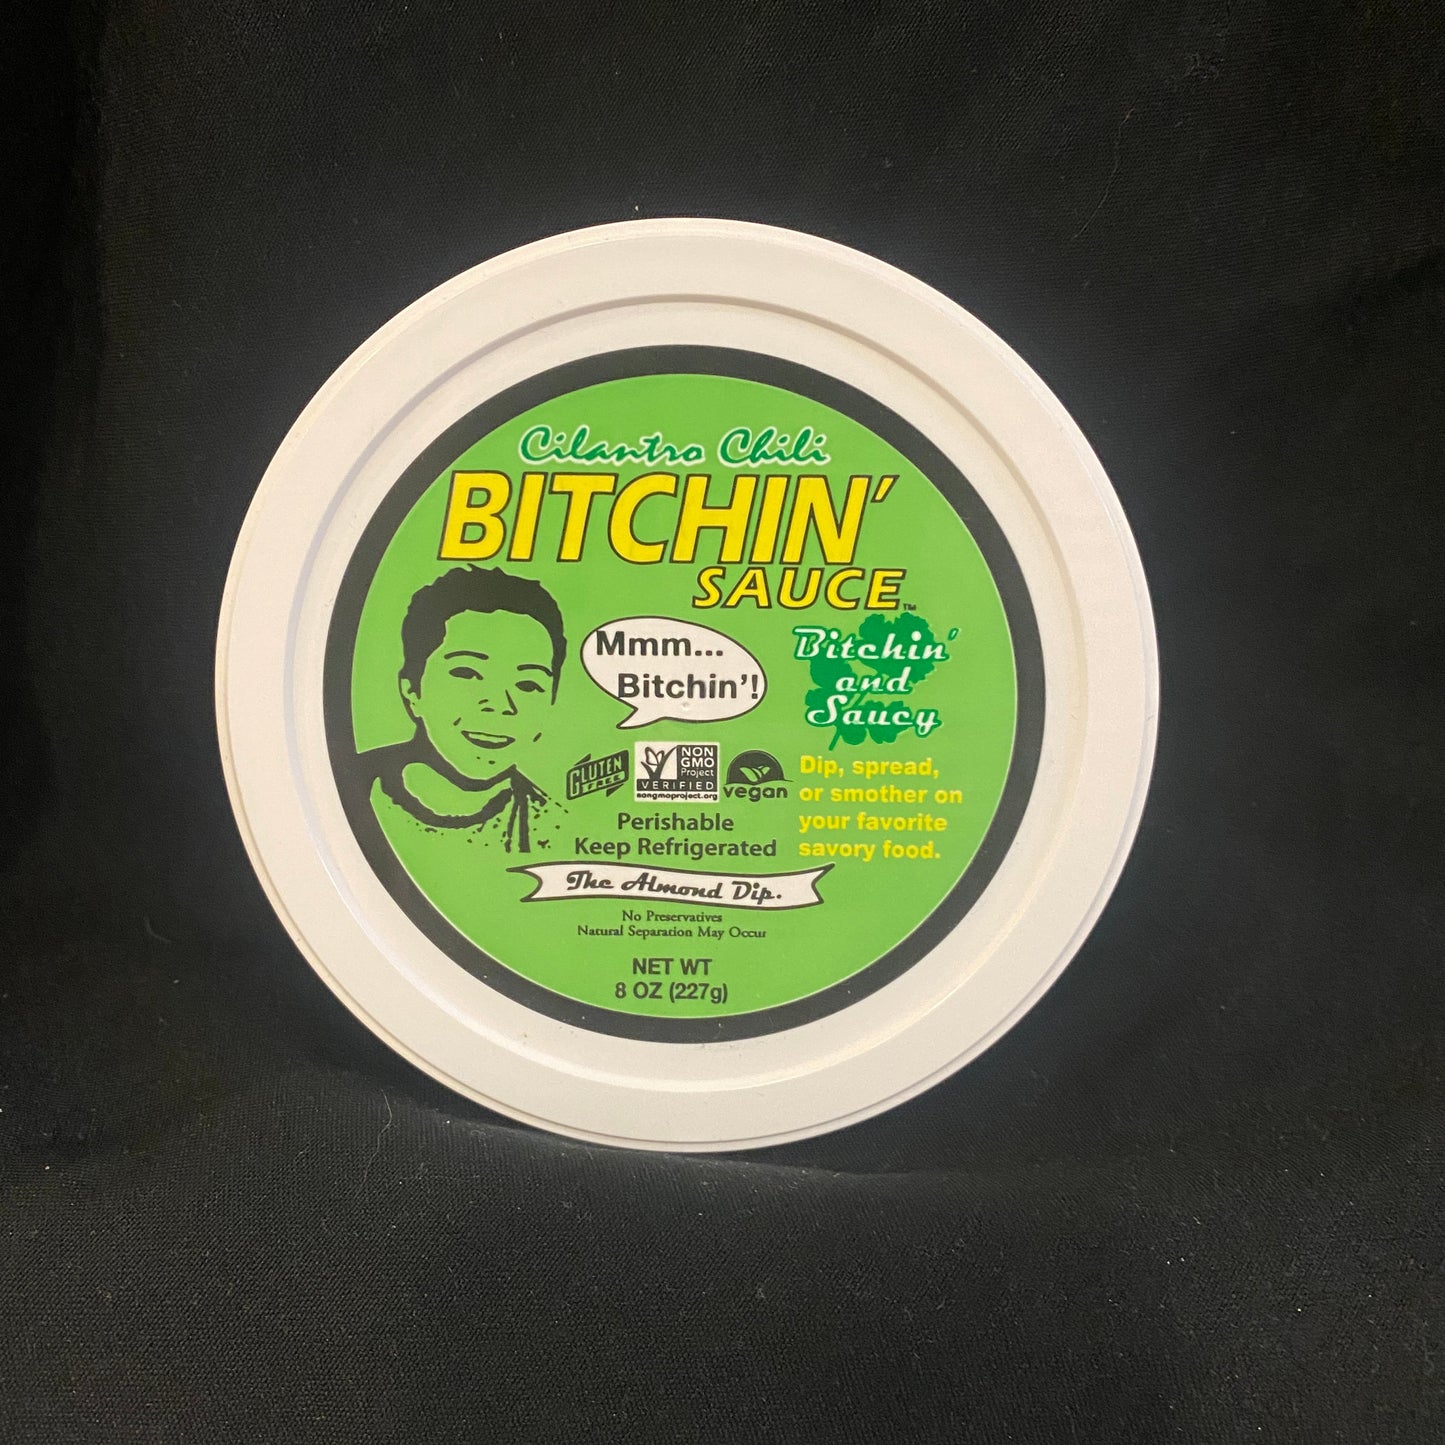 Cilantro Chili
BITCHIN'
SAUCE™
Mmm...
Bitchin'!
Bitchin'
and
Saucy
GLUTEN
FREE
NON
GMO
Project
VERIFIED
nongmoproject.org
vegan
Dip, spread,
or smother on
your favorite
savory food.
Perishable
Keep Refrigerated
The Almond Dip.
No Preservatives
Natural Separation May Occur
NET WT
8 OZ (227g)